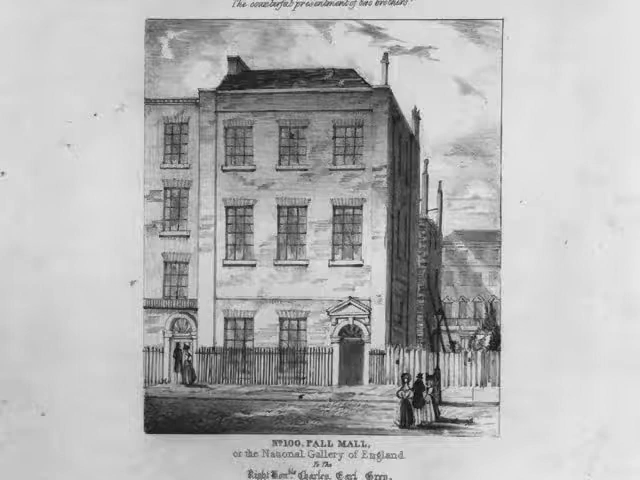 "The counterfeit presentment of two brothers."
No. 100, PALL MALL,
or the National Gallery of England
To The
Right Honble. Charles, Earl Grey,